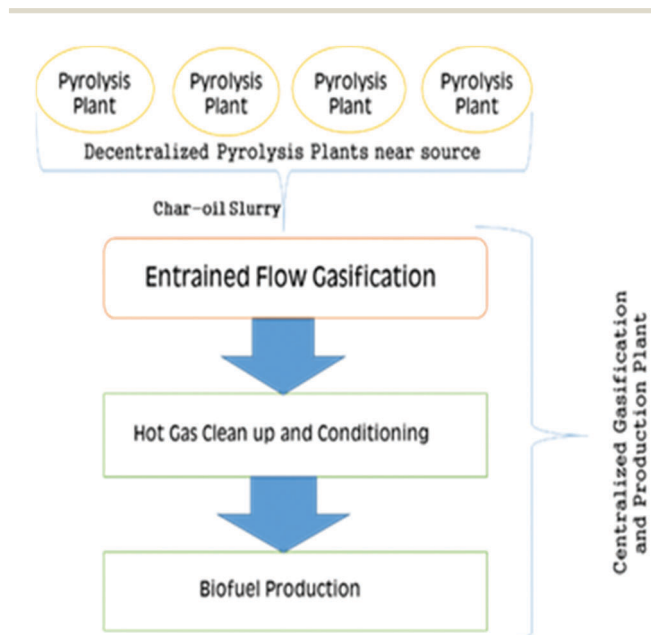 Pyrolysis
Plant
Pyrolysis
Plant
Pyrolysis
Plant
Pyrolysis
Plant
Decentralized Pyrolysis Plants near source
Char-oil Slurry
Entrained Flow Gasification
Hot Gas Clean up and Conditioning
Biofuel Production
Centralized Gasification
and Production Plant